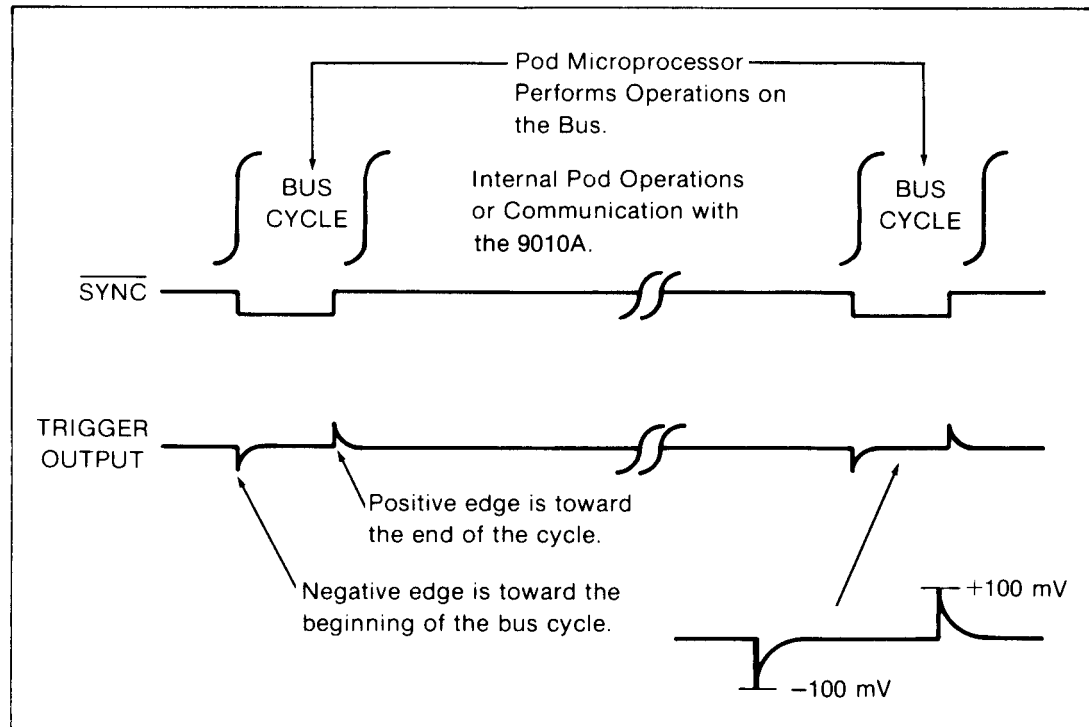 Pod Microprocessor
Performs Operations on
the Bus.
BUS
CYCLE
Internal Pod Operations
or Communication with
the 9010A.
BUS
CYCLE
SYNC
TRIGGER
OUTPUT
Positive edge is toward
the end of the cycle.
Negative edge is toward the
beginning of the bus cycle.
+100 mV
−100 mV